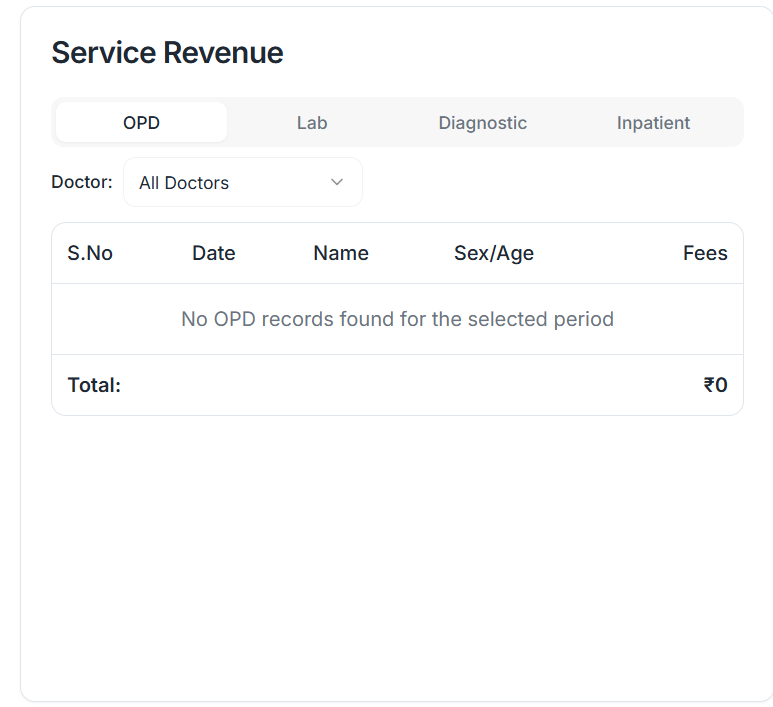 Service Revenue
OPD Lab Diagnostic Inpatient
Doctor: All Doctors
S.No Date Name Sex/Age Fees
No OPD records found for the selected period
Total: ₹0